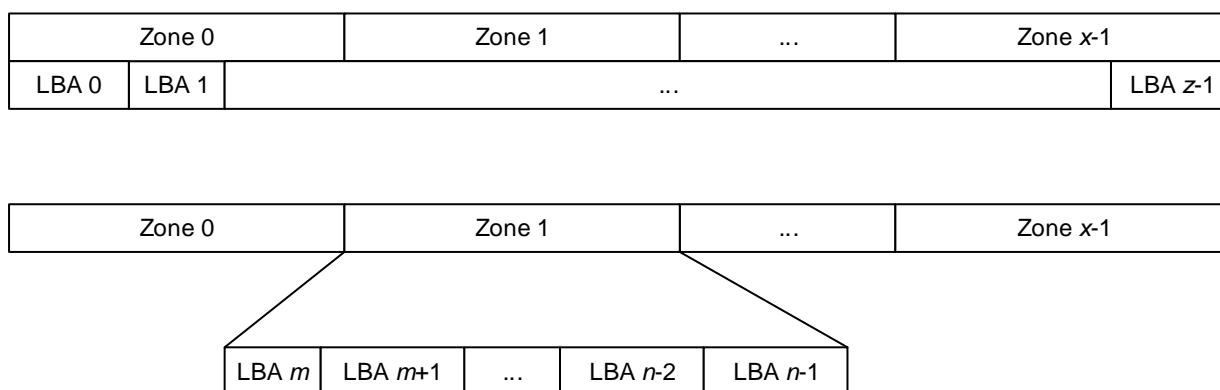 Zone 0 Zone 1 ... Zone x-1
LBA 0 LBA 1 ... LBA z-1
Zone 0 Zone 1 ... Zone x-1
LBA m LBA m+1 ... LBA n-2 LBA n-1